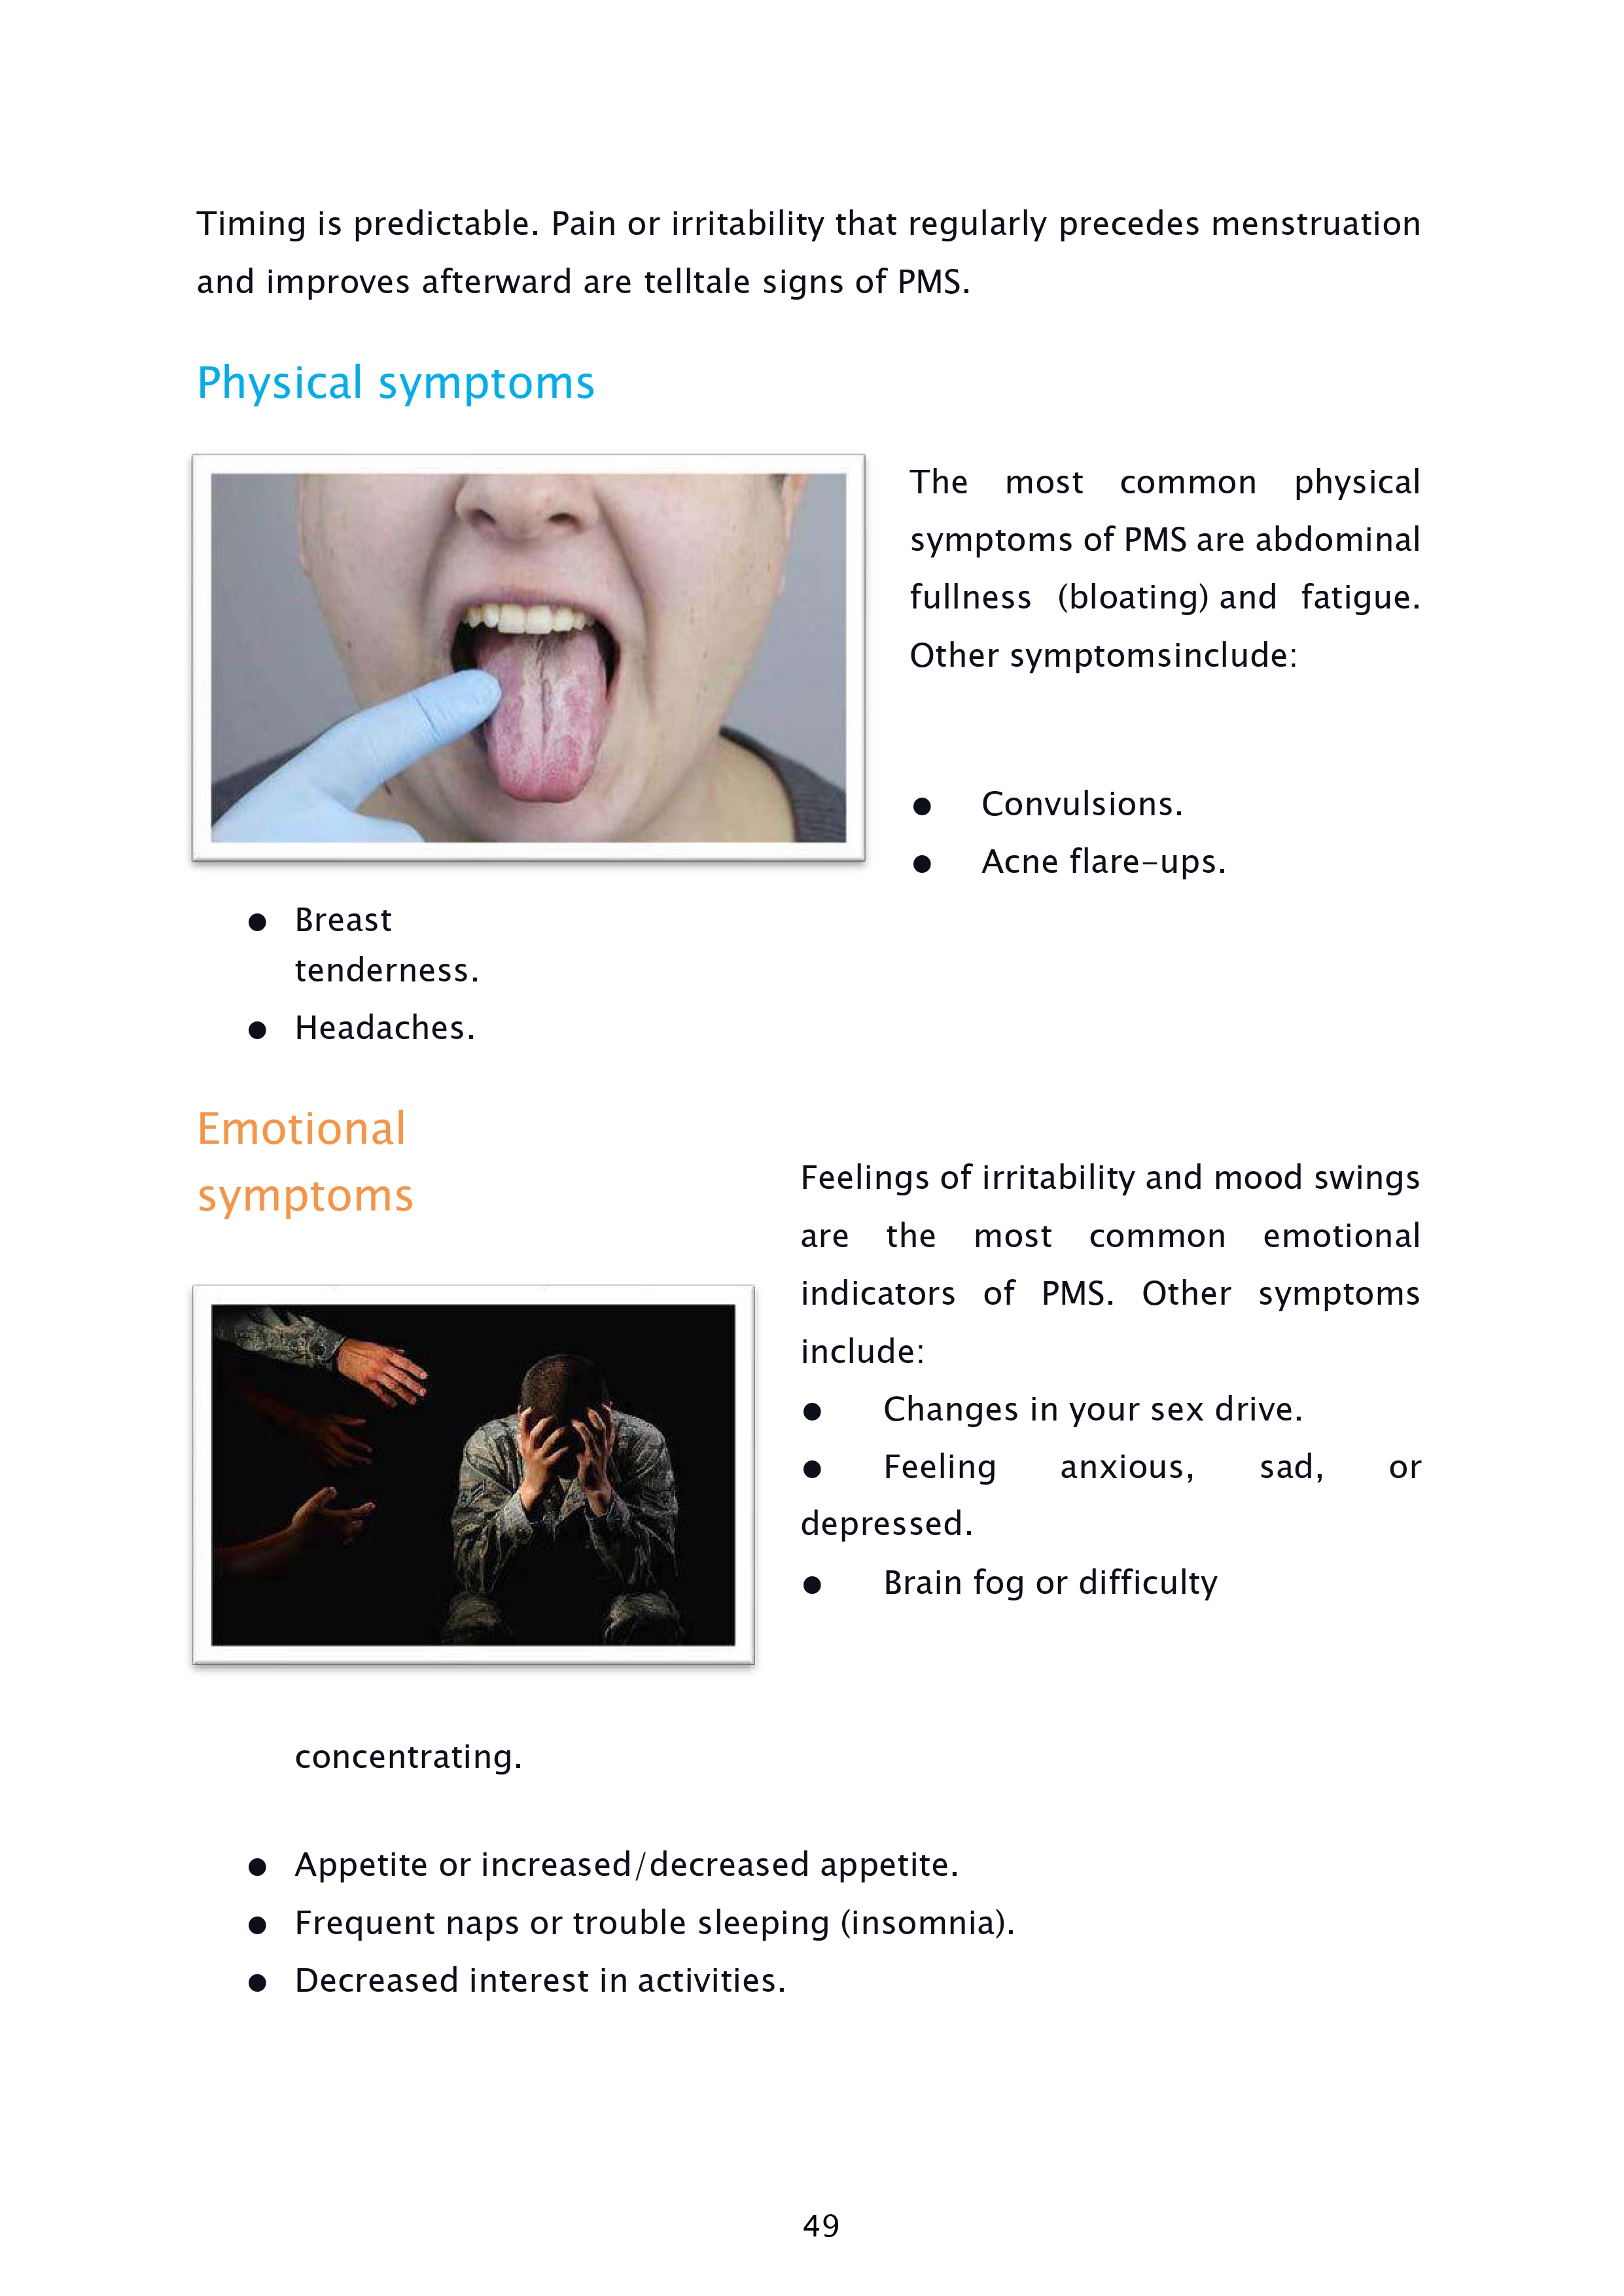 Timing is predictable. Pain or irritability that regularly precedes menstruation
and improves afterward are telltale signs of PMS.
Physical symptoms
The most common physical
symptoms of PMS are abdominal
fullness (bloating) and fatigue.
Other symptomsinclude:
● Convulsions.
● Acne flare-ups.
● Breast
tenderness.
● Headaches.
Emotional
symptoms
Feelings of irritability and mood swings
are the most common emotional
indicators of PMS. Other symptoms
include:
● Changes in your sex drive.
● Feeling anxious, sad, or
depressed.
● Brain fog or difficulty
concentrating.
● Appetite or increased/decreased appetite.
● Frequent naps or trouble sleeping (insomnia).
● Decreased interest in activities.
49